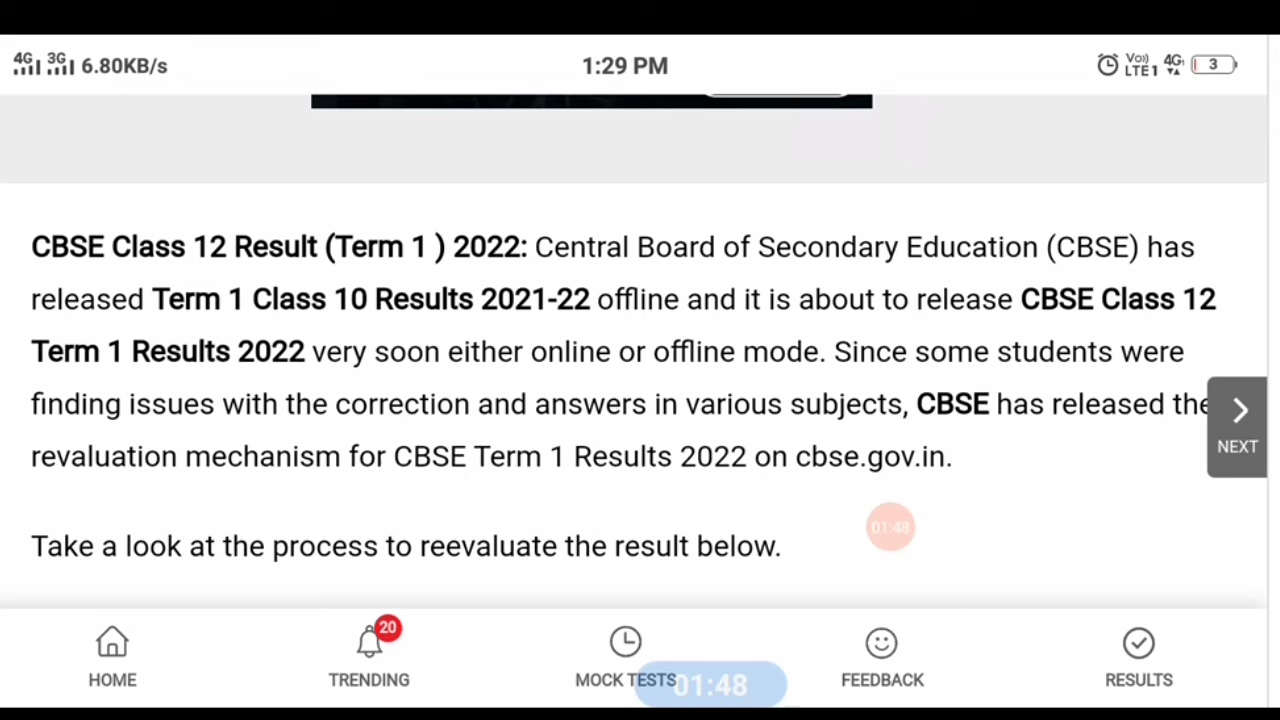 4G 3G 6.80KB/s 1:29 PM Vo)) LTE1 4G 3
CBSE Class 12 Result (Term 1 ) 2022: Central Board of Secondary Education (CBSE) has
released Term 1 Class 10 Results 2021-22 offline and it is about to release CBSE Class 12
Term 1 Results 2022 very soon either online or offline mode. Since some students were
finding issues with the correction and answers in various subjects, CBSE has released the
revaluation mechanism for CBSE Term 1 Results 2022 on cbse.gov.in.
NEXT
01:48
Take a look at the process to reevaluate the result below.
20
HOME TRENDING MOCK TESTS FEEDBACK RESULTS
01:48